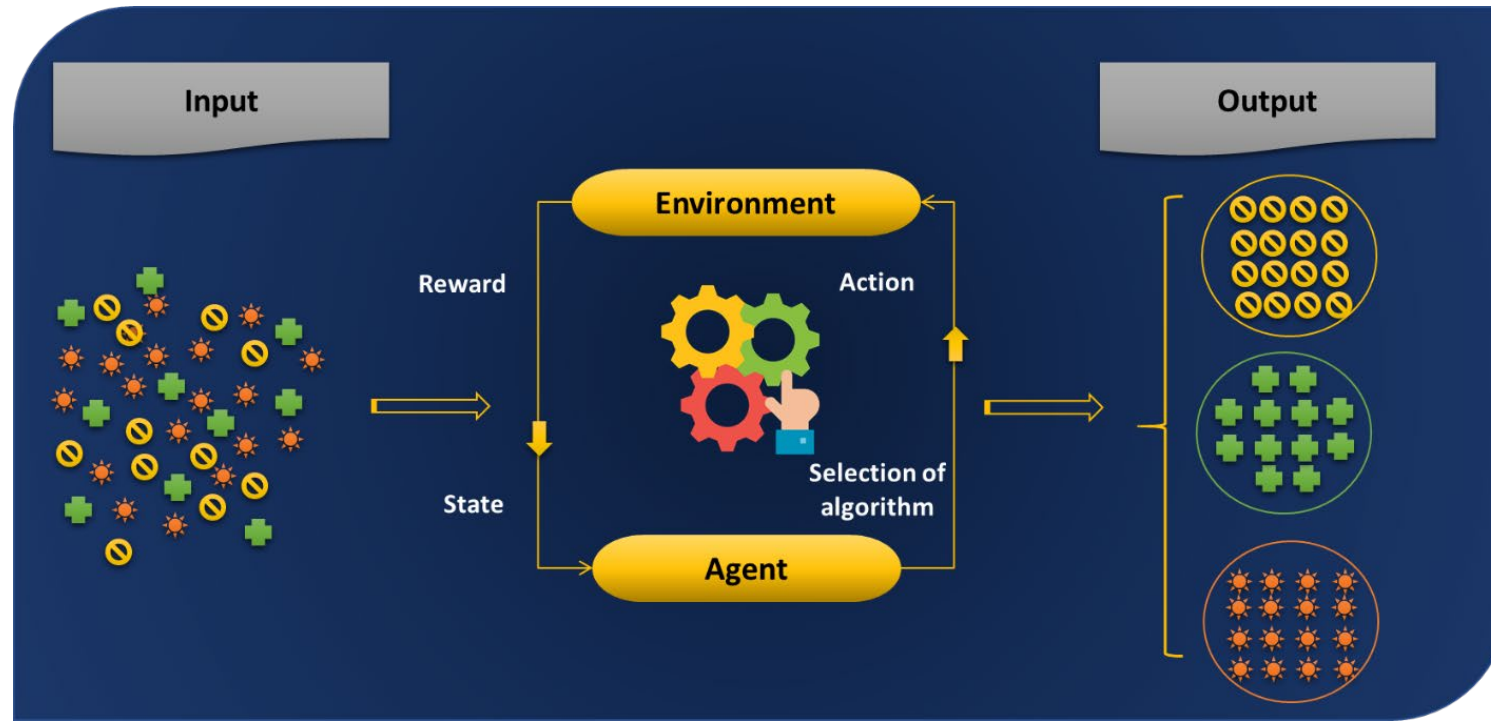 Input
Output
Environment
Reward
Action
State
Selection of
algorithm
Agent